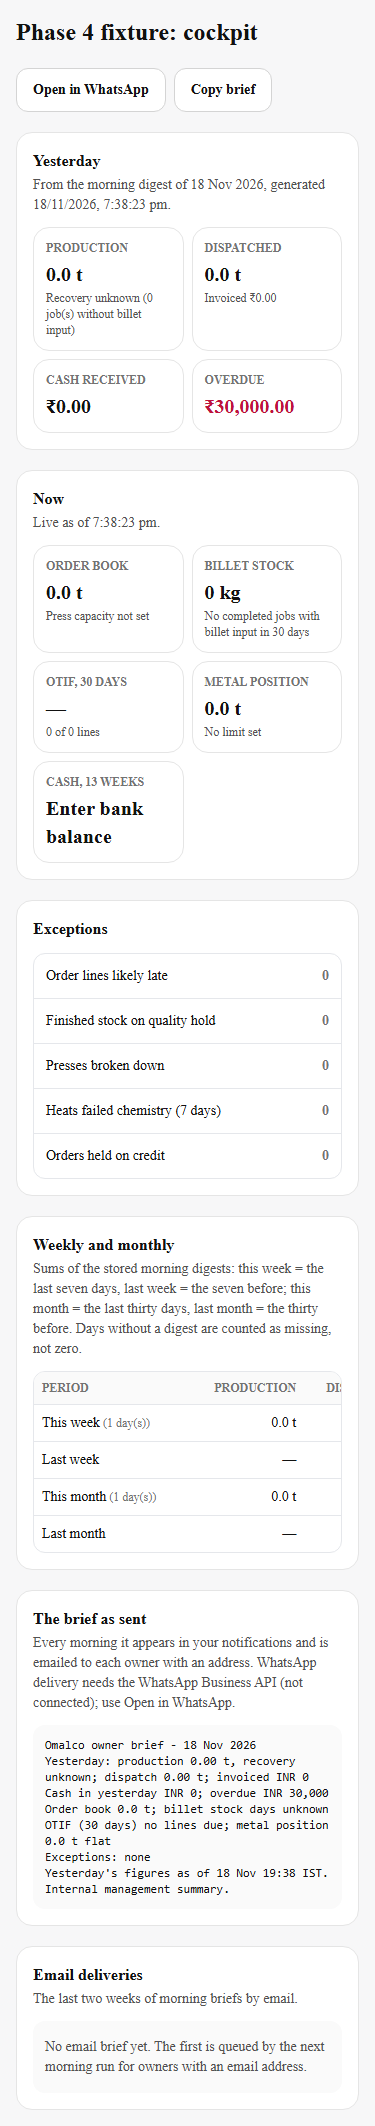 Phase 4 fixture: cockpit
Open in WhatsApp
Copy brief
Yesterday
From the morning digest of 18 Nov 2026, generated
18/11/2026, 7:38:23 pm.
PRODUCTION
0.0 t
Recovery unknown (0
job(s) without billet
input)
DISPATCHED
0.0 t
Invoiced ₹0.00
CASH RECEIVED
₹0.00
OVERDUE
₹30,000.00
Now
Live as of 7:38:23 pm.
ORDER BOOK
0.0 t
Press capacity not set
BILLET STOCK
0 kg
No completed jobs with
billet input in 30 days
OTIF, 30 DAYS
—
0 of 0 lines
METAL POSITION
0.0 t
No limit set
CASH, 13 WEEKS
Enter bank
balance
Exceptions
Order lines likely late 0
Finished stock on quality hold 0
Presses broken down 0
Heats failed chemistry (7 days) 0
Orders held on credit 0
Weekly and monthly
Sums of the stored morning digests: this week = the
last seven days, last week = the seven before; this
month = the last thirty days, last month = the thirty
before. Days without a digest are counted as missing,
not zero.
PERIOD PRODUCTION
This week (1 day(s)) 0.0 t
Last week —
This month (1 day(s)) 0.0 t
Last month —
The brief as sent
Every morning it appears in your notifications and is
emailed to each owner with an address. WhatsApp
delivery needs the WhatsApp Business API (not
connected); use Open in WhatsApp.
Omalco owner brief - 18 Nov 2026
Yesterday: production 0.00 t, recovery
unknown; dispatch 0.00 t; invoiced INR 0
Cash in yesterday INR 0; overdue INR 30,000
Order book 0.0 t; billet stock days unknown
OTIF (30 days) no lines due; metal position
0.0 t flat
Exceptions: none
Yesterday's figures as of 18 Nov 19:38 IST.
Internal management summary.
Email deliveries
The last two weeks of morning briefs by email.
No email brief yet. The first is queued by the next
morning run for owners with an email address.